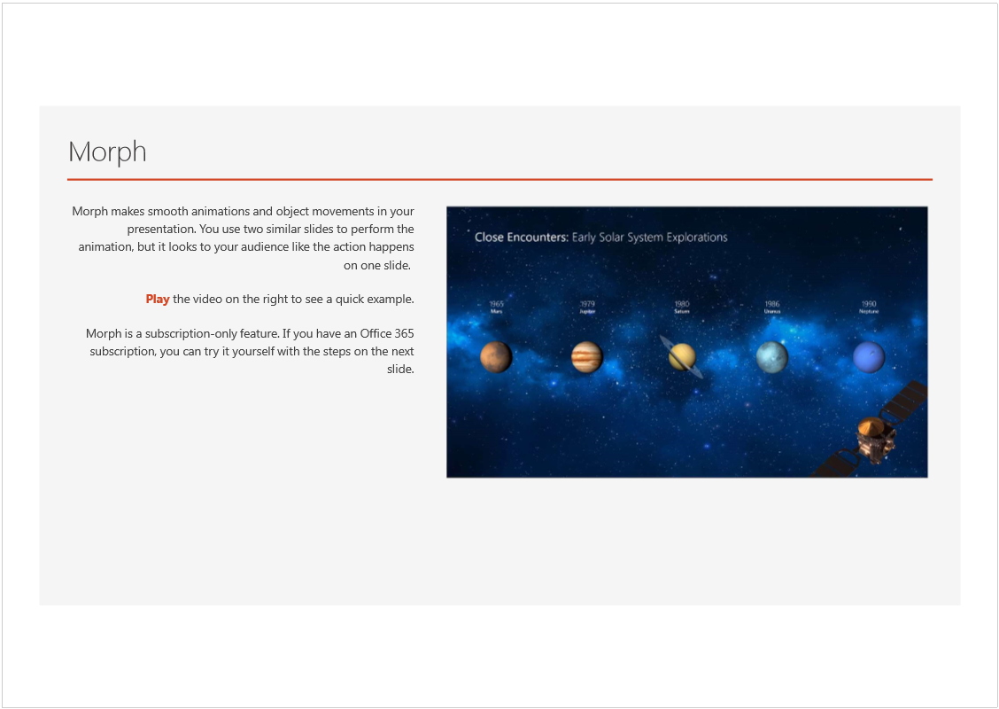 Morph
Morph makes smooth animations and object movements in your
presentation. You use two similar slides to perform the
animation, but it looks to your audience like the action happens
on one slide.
Play the video on the right to see a quick example.
Morph is a subscription-only feature. If you have an Office 365
subscription, you can try it yourself with the steps on the next
slide.
Close Encounters: Early Solar System Explorations
1965
Mars
1979
Jupiter
1980
Saturn
1986
Uranus
1990
Neptune